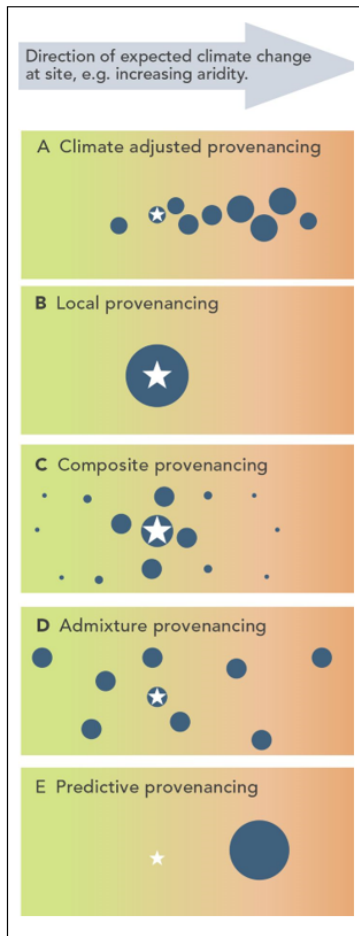 Direction of expected climate change
at site, e.g. increasing aridity.
A Climate adjusted provenancing
B Local provenancing
C Composite provenancing
D Admixture provenancing
E Predictive provenancing